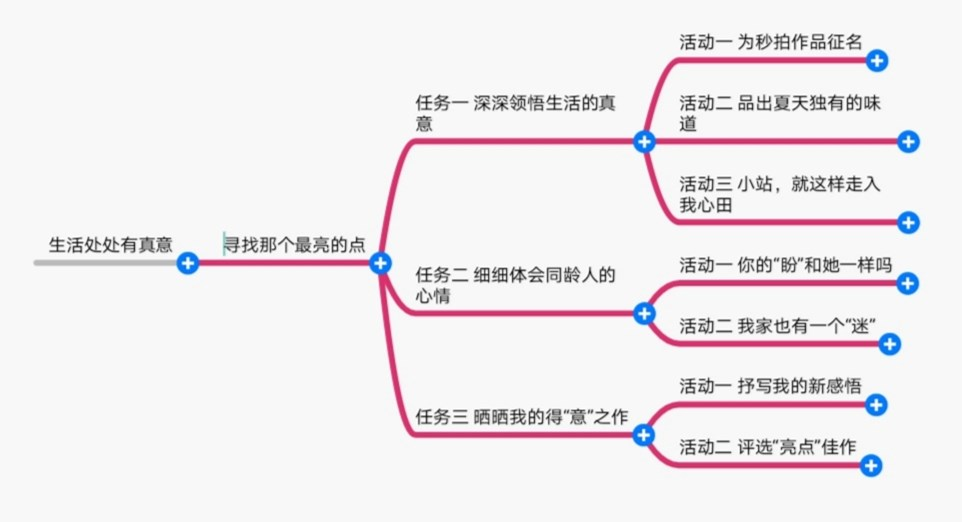 生活处处有真意
寻找那个最亮的点
任务一 深深领悟生活的真
意
活动一 为秒拍作品征名
活动二 品出夏天独有的味
道
活动三 小站，就这样走入
我心田
任务二 细细体会同龄人的
心情
活动一 你的“盼”和她一样吗
活动二 我家也有一个“迷”
任务三 晒晒我的得“意”之作
活动一 抒写我的新感悟
活动二 评选“亮点”佳作